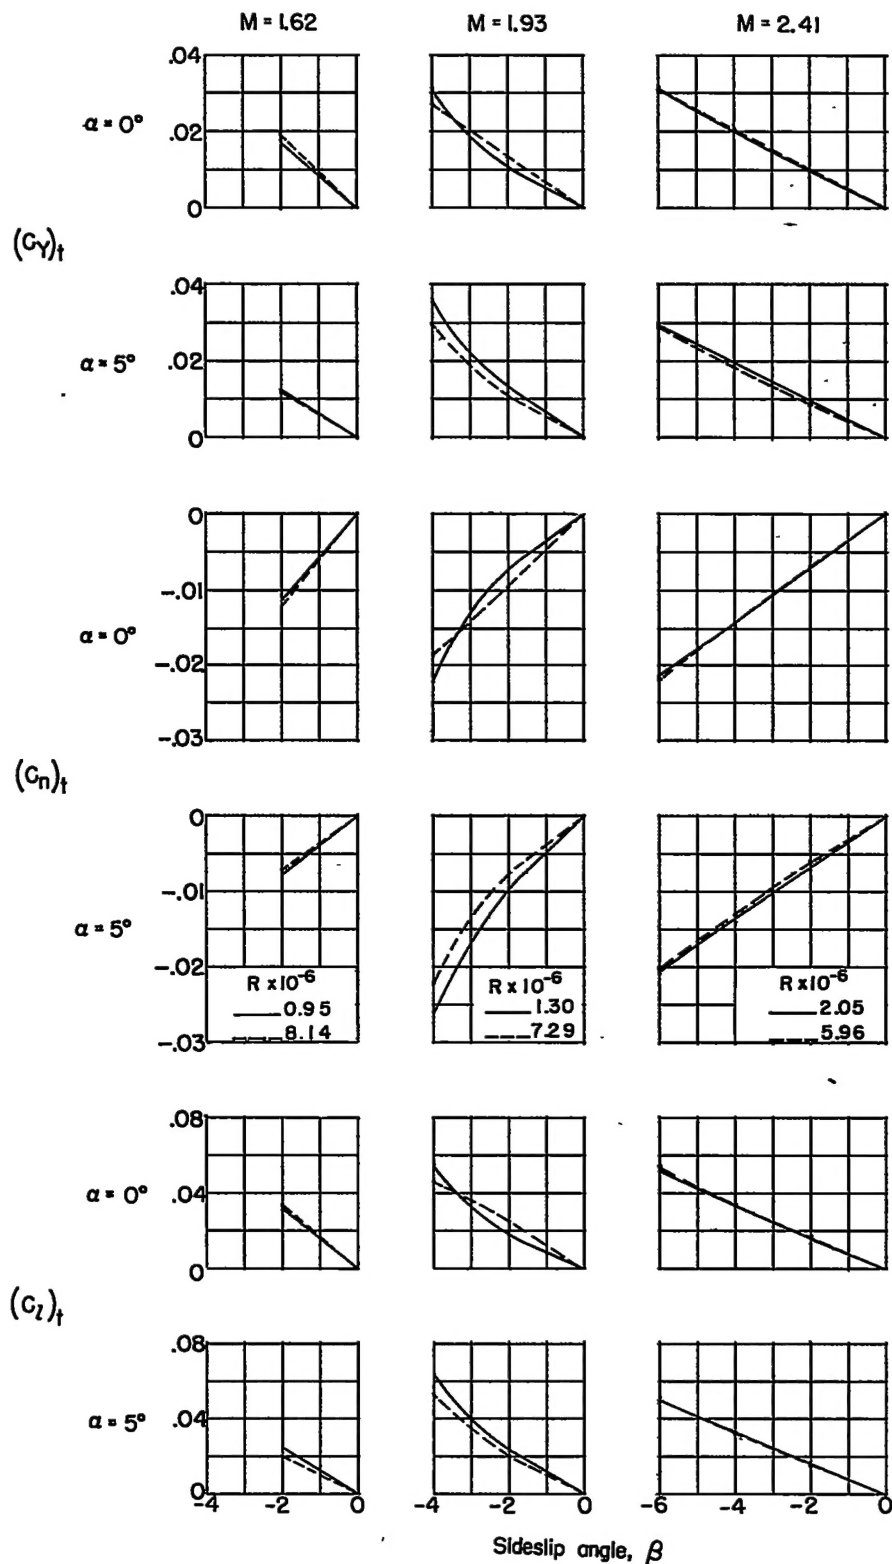 M = 1.62 M = 1.93 M = 2.41
.04
α = 0° .02
0
(C_Y)_t
.04
α = 5° .02
0
0
-.01
α = 0°
-.02
-.03
(C_n)_t
0
-.01
α = 5°
-.02
R x10^-6 R x10^-6 R x10^-6
0.95 1.30 2.05
8.14 7.29 5.96
-.03
.08
α = 0° .04
0
(C_l)_t
.08
α = 5° .04
0
-4 -2 0 -4 -2 0 -6 -4 -2 0
Sideslip angle, β